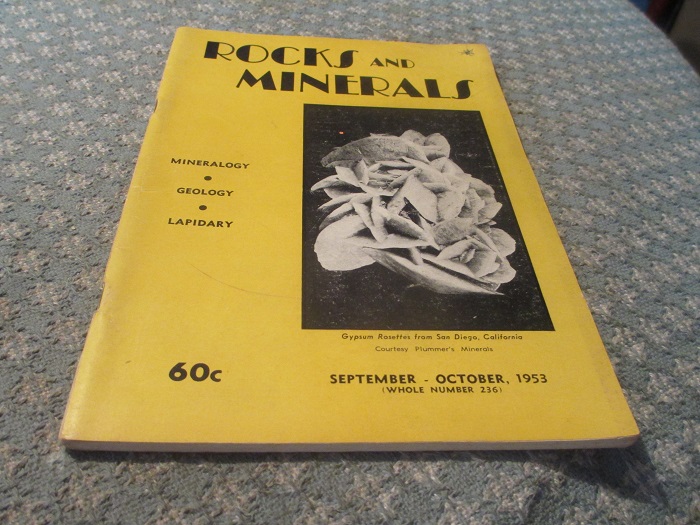 ROCKS AND
MINERALS
MINERALOGY
•
GEOLOGY
•
LAPIDARY
Gypsum Rosettes from San Diego, California
Courtesy Plummer's Minerals
60c
SEPTEMBER - OCTOBER, 1953
(WHOLE NUMBER 236)